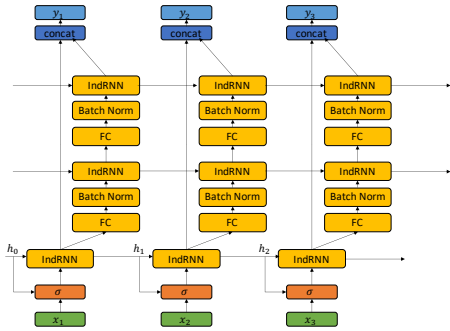 y₁ y₂ y₃
concat concat concat
IndRNN IndRNN IndRNN
Batch Norm Batch Norm Batch Norm
FC FC FC
IndRNN IndRNN IndRNN
Batch Norm Batch Norm Batch Norm
FC FC FC
h₀ h₁ h₂
IndRNN IndRNN IndRNN
σ σ σ
x₁ x₂ x₃